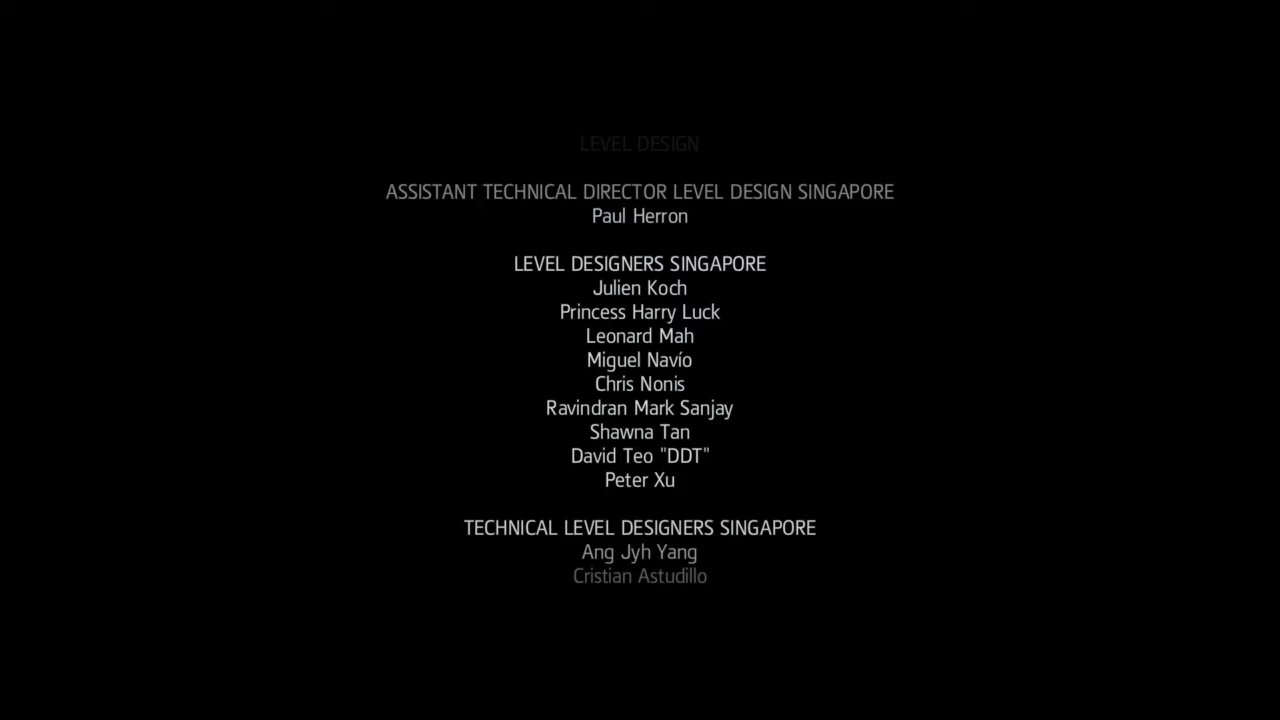 LEVEL DESIGN
ASSISTANT TECHNICAL DIRECTOR LEVEL DESIGN SINGAPORE
Paul Herron
LEVEL DESIGNERS SINGAPORE
Julien Koch
Princess Harry Luck
Leonard Mah
Miguel Navío
Chris Nonis
Ravindran Mark Sanjay
Shawna Tan
David Teo "DDT"
Peter Xu
TECHNICAL LEVEL DESIGNERS SINGAPORE
Ang Jyh Yang
Cristian Astudillo